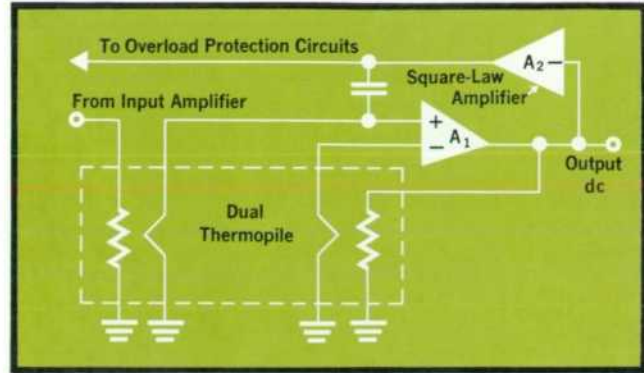 To Overload Protection Circuits
A2
−
Square-Law
Amplifier
From Input Amplifier
+
−
A1
Output
dc
Dual
Thermopile